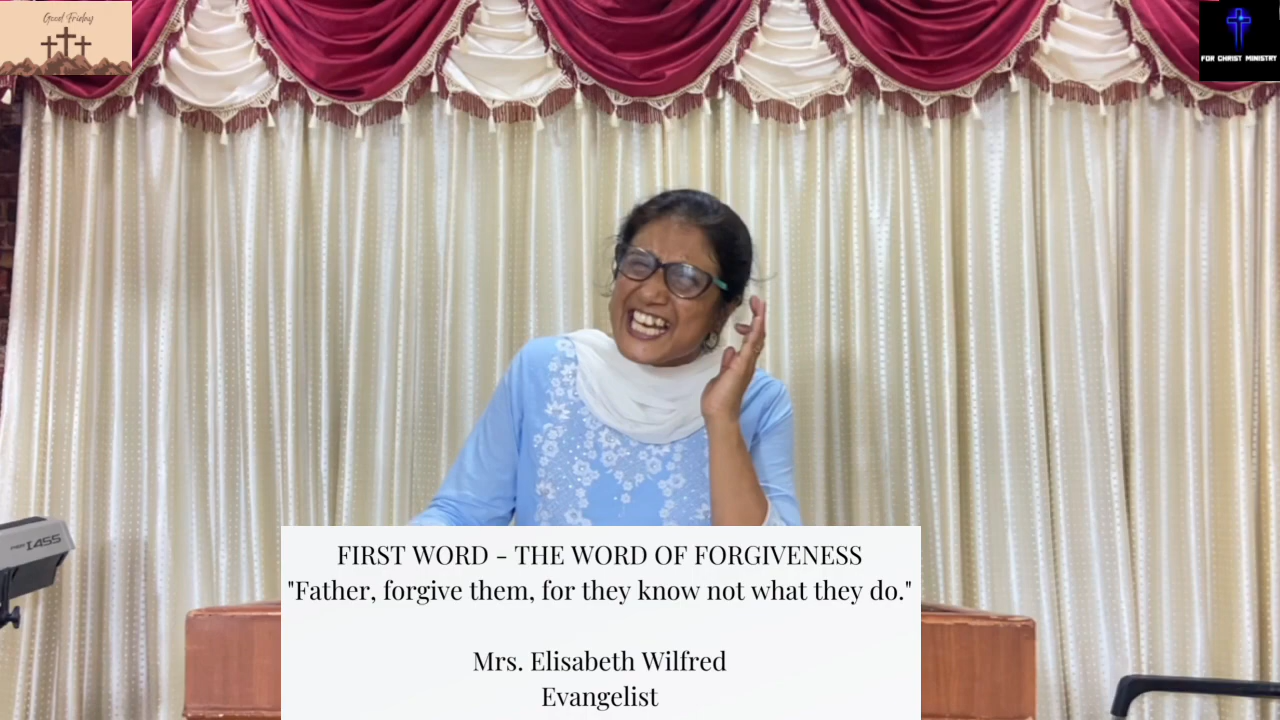 Good Friday
FOR CHRIST MINISTRY
I455
FIRST WORD - THE WORD OF FORGIVENESS
"Father, forgive them, for they know not what they do."
Mrs. Elisabeth Wilfred
Evangelist